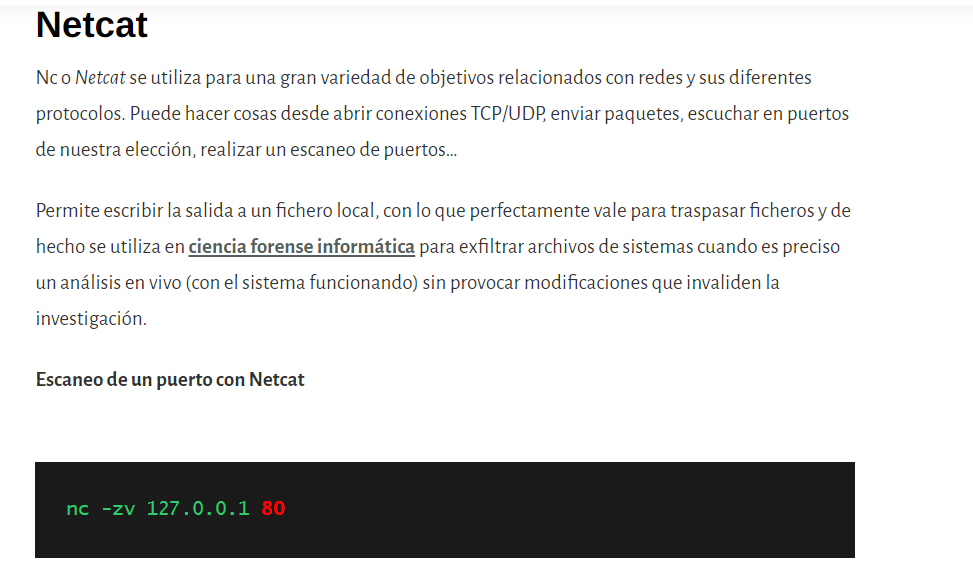 Netcat
Nc o Netcat se utiliza para una gran variedad de objetivos relacionados con redes y sus diferentes
protocolos. Puede hacer cosas desde abrir conexiones TCP/UDP, enviar paquetes, escuchar en puertos
de nuestra elección, realizar un escaneo de puertos...
Permite escribir la salida a un fichero local, con lo que perfectamente vale para traspasar ficheros y de
hecho se utiliza en ciencia forense informática para exfiltrar archivos de sistemas cuando es preciso
un análisis en vivo (con el sistema funcionando) sin provocar modificaciones que invaliden la
investigación.
Escaneo de un puerto con Netcat
nc -zv 127.0.0.1 80